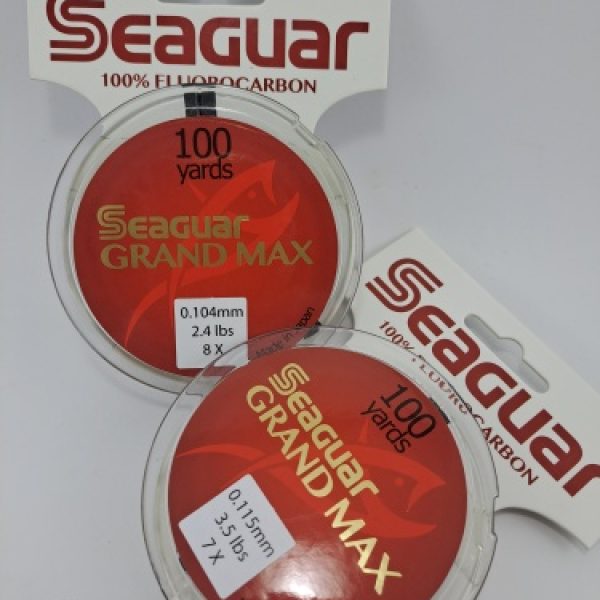 Seaguar
100% FLUOROCARBON
100
yards
Seaguar
GRAND MAX
0.104mm
2.4 lbs
8 X
Made in Japan
Seaguar
100% FLUOROCARBON
100
yards
Seaguar
GRAND MAX
0.115mm
3.5 lbs
7 X